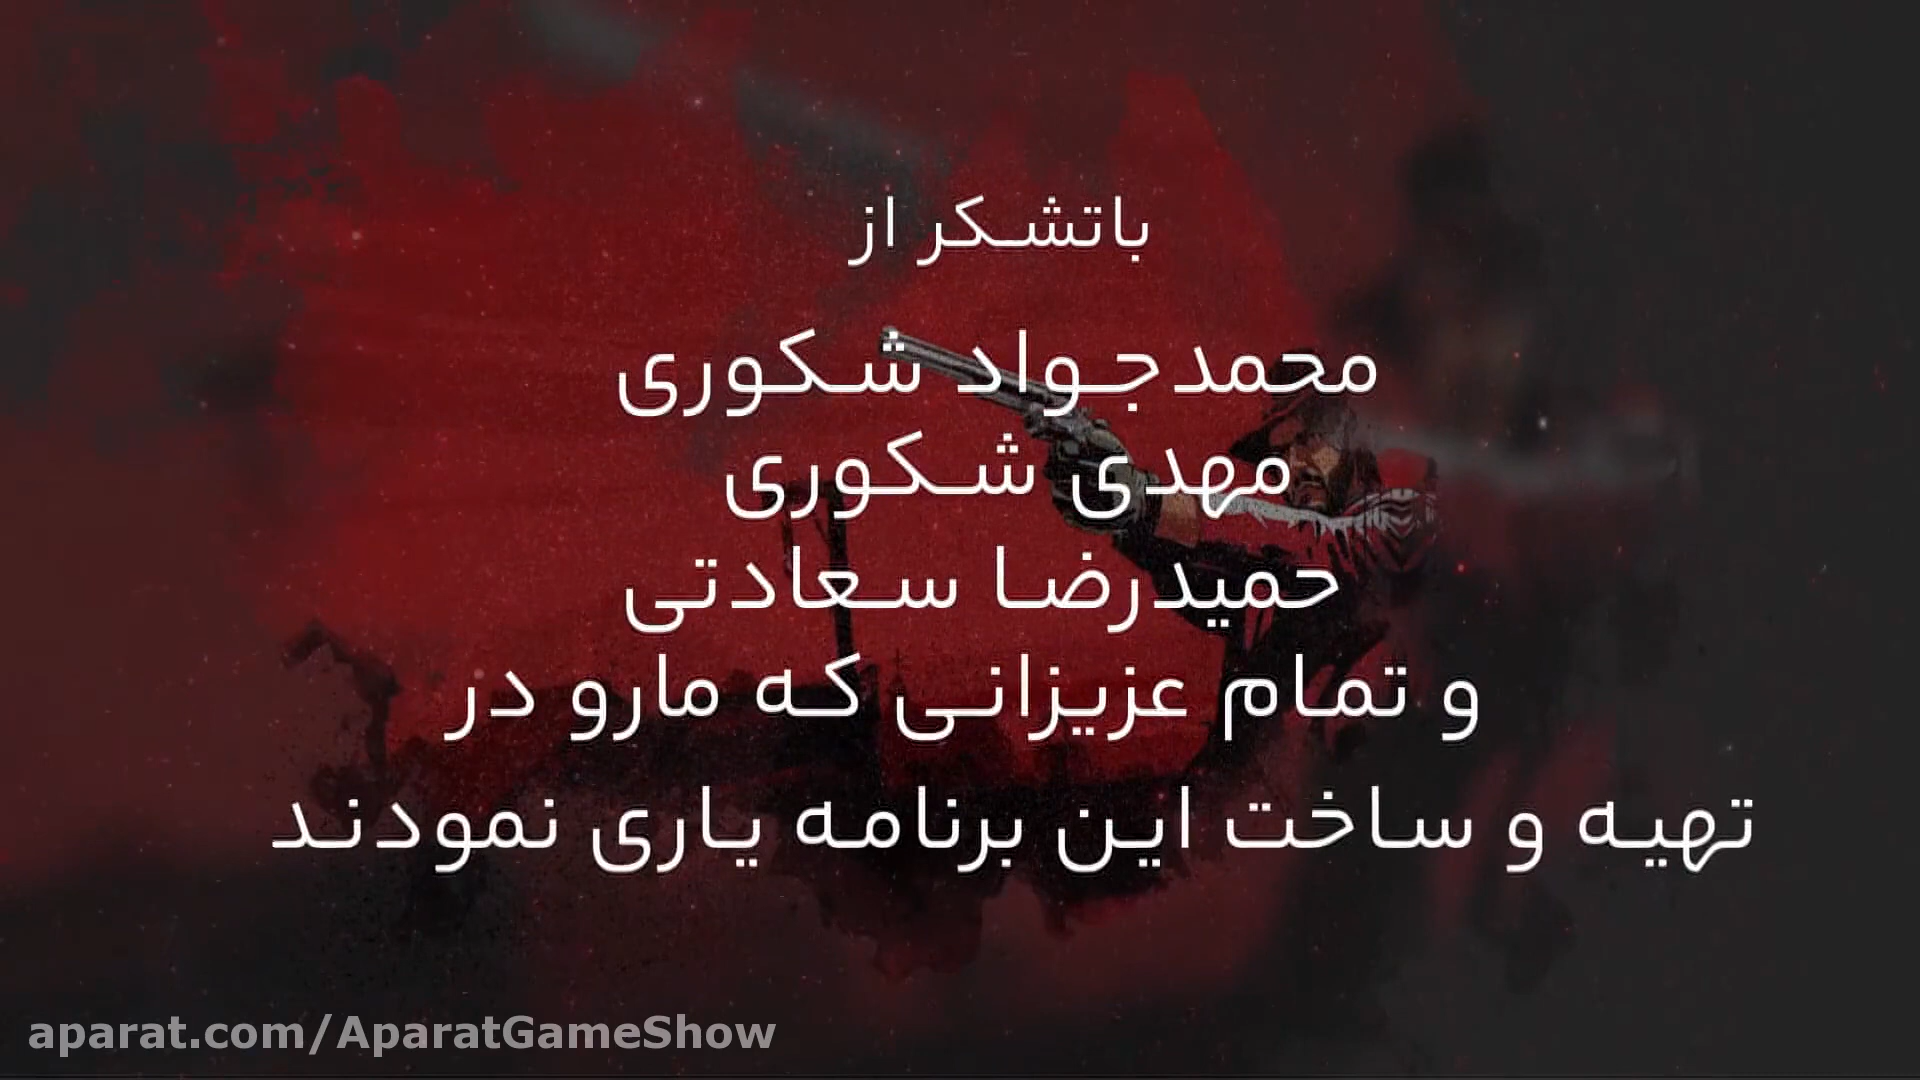 باتشکر از
محمدجواد شکوری
مهدی شکوری
حمیدرضا سعادتی
و تمام عزیزانی که مارو در
تهیه و ساخت این برنامه یاری نمودند
aparat.com/AparatGameShow